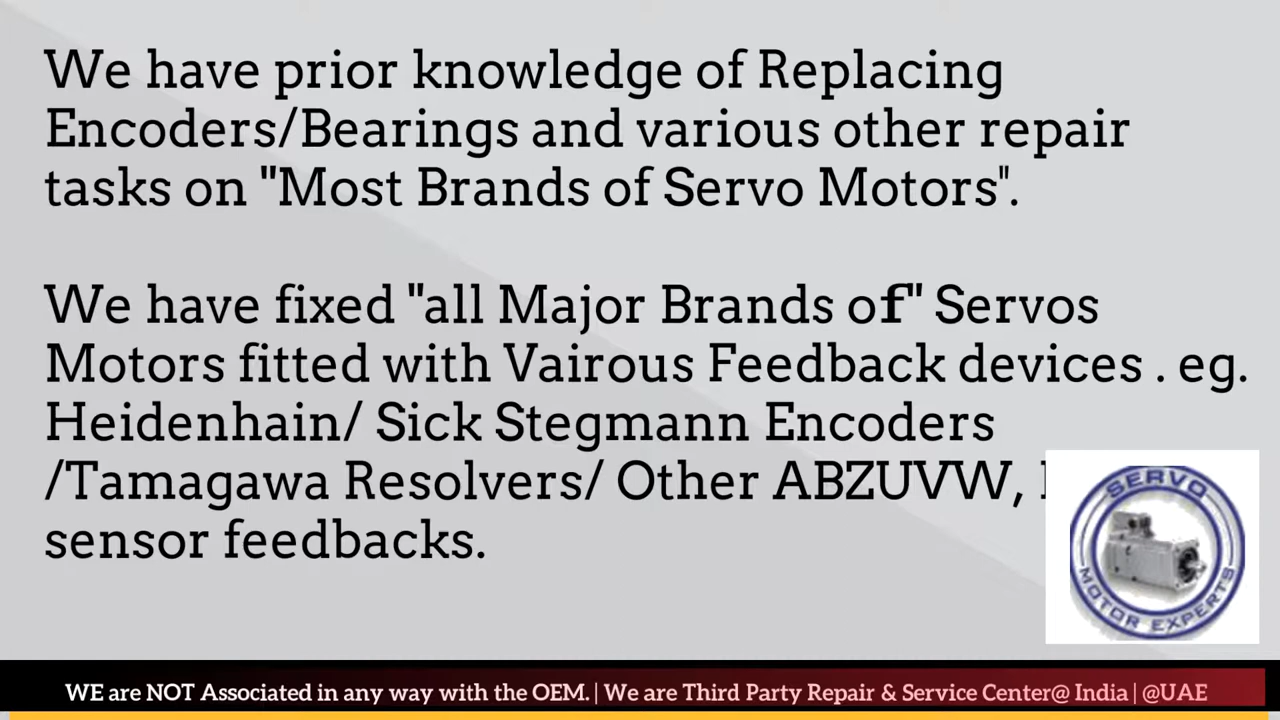 We have prior knowledge of Replacing
Encoders/Bearings and various other repair
tasks on "Most Brands of Servo Motors".
We have fixed "all Major Brands of" Servos
Motors fitted with Vairous Feedback devices . eg.
Heidenhain/ Sick Stegmann Encoders
/Tamagawa Resolvers/ Other ABZUVW,
sensor feedbacks.
SERVO
MOTOR EXPERTS
WE are NOT Associated in any way with the OEM. | We are Third Party Repair & Service Center@ India | @UAE